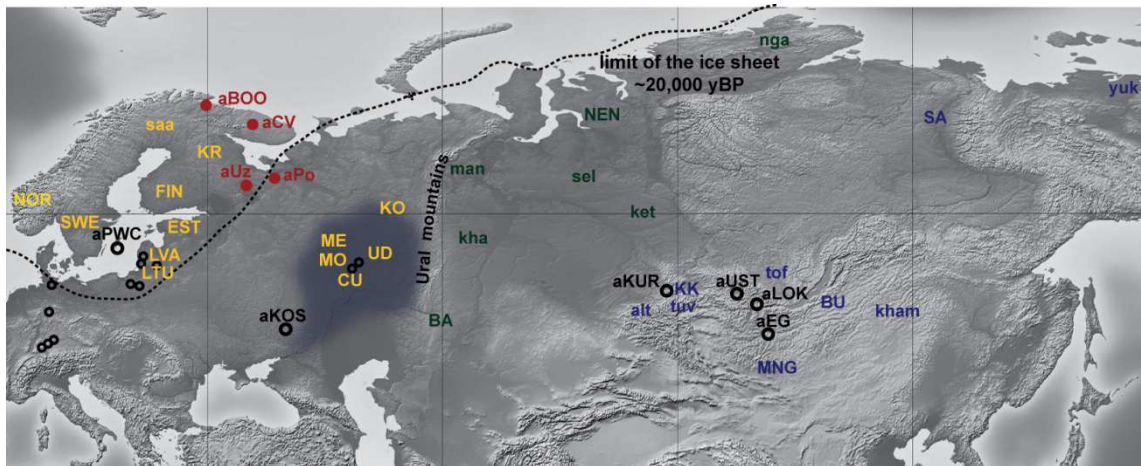 nga
limit of the ice sheet
~20,000 yBP
yuk
aBOO
NEN
SA
saa
aCV
KR
man
aUz
aPo
sel
FIN
NOR
KO
ket
SWE
EST
aPWC
kha
ME
UD
Ural mountains
LVA
MO
LTU
CU
tof
aKUR
KK
aUST
aLOK
BU
alt
tuv
kham
aKOS
BA
aEG
MNG